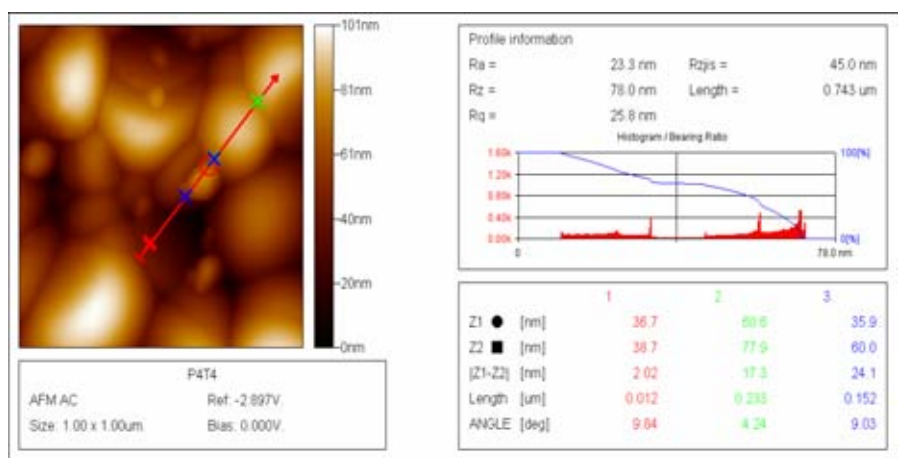 101nm
81nm
61nm
40nm
20nm
0nm
P4T4
AFM AC Ref: -2.897V.
Size: 1.00 x 1.00um. Bias: 0.000V.
Profile information
Ra = 23.3 nm Rzjis = 45.0 nm
Rz = 78.0 nm Length = 0.743 um
Rq = 25.8 nm
Histogram / Bearing Ratio
1.60k 100[%]
1.20k
0.80k
0.40k
0.00k 0[%]
0 78.0 nm
1 2 3
Z1 ● [nm] 36.7 60.6 35.9
Z2 ■ [nm] 38.7 77.9 60.0
|Z1-Z2| [nm] 2.02 17.3 24.1
Length [um] 0.012 0.233 0.152
ANGLE [deg] 4.24 9.03